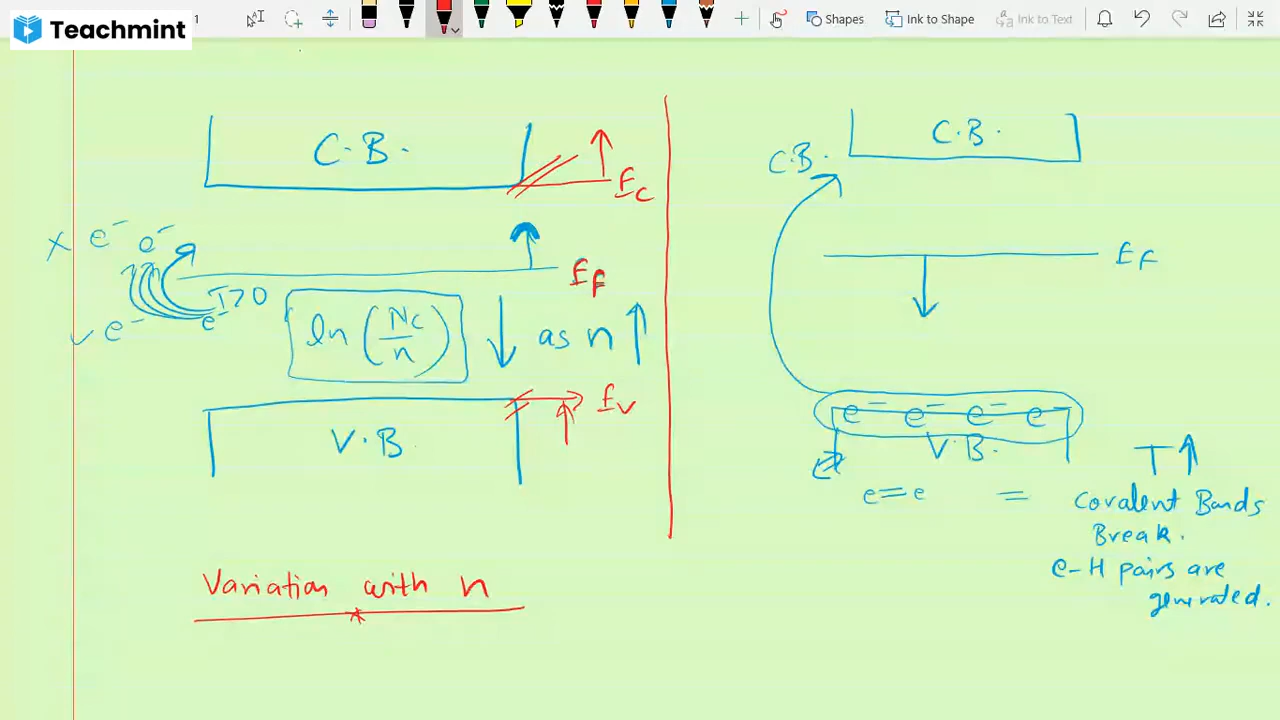 Teachmint
Shapes
Ink to Shape
Ink to Text
C.B.
Ec
x e⁻ e⁻
EF
T>0
e⁻
✓ e⁻
ln (Nc/n) ↓ as n ↑
Ev
V.B
Variation with n
C.B.
C.B.
EF
e⁻ e⁻ e⁻ e⁻
V.B.
e=e =
T↑
Covalent Bands
Break.
e-H pairs are
generated.